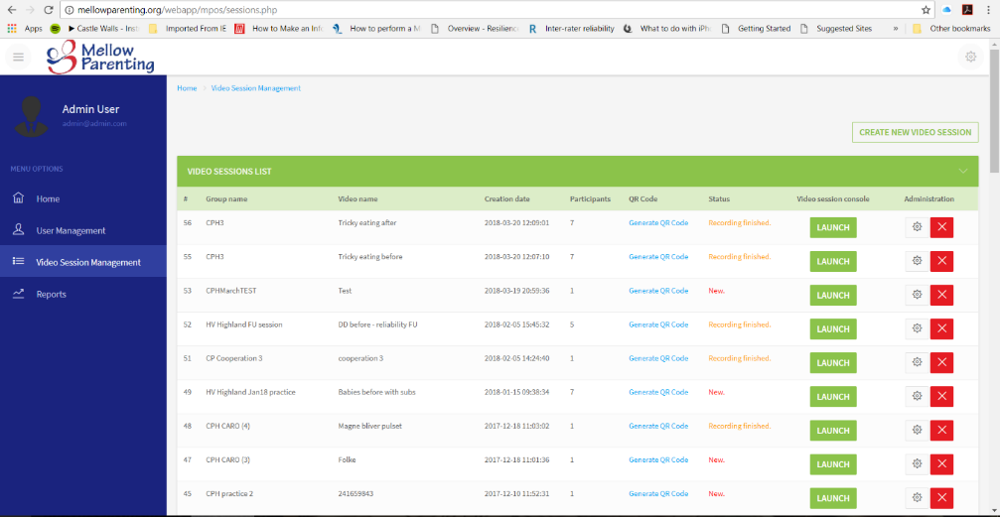 mellowparenting.org/webapp/mpos/sessions.php
Apps Castle Walls - Inst Imported From IE How to Make an Infu How to perform a M Overview - Resilienc R Inter-rater reliability What to do with iPh Getting Started Suggested Sites » Other bookmarks
Mellow
Parenting
Admin User
admin@admin.com
MENU OPTIONS
Home
User Management
Video Session Management
Reports
Home > Video Session Management
CREATE NEW VIDEO SESSION
VIDEO SESSIONS LIST
# Group name Video name Creation date Participants QR Code Status Video session console Administration
56 CPH3 Tricky eating after 2018-03-20 12:09:01 7 Generate QR Code Recording finished. LAUNCH
55 CPH3 Tricky eating before 2018-03-20 12:07:10 7 Generate QR Code Recording finished. LAUNCH
53 CPHMarchTEST Test 2018-03-19 20:59:36 1 Generate QR Code New. LAUNCH
52 HV Highland FU session DD before - reliability FU 2018-02-05 15:45:32 5 Generate QR Code Recording finished. LAUNCH
51 CP Cooperation 3 cooperation 3 2018-02-05 14:24:40 1 Generate QR Code Recording finished. LAUNCH
49 HV Highland Jan18 practice Babies before with subs 2018-01-15 09:38:34 7 Generate QR Code New. LAUNCH
48 CPH CARO (4) Magne bliver pulset 2017-12-18 11:03:02 1 Generate QR Code Recording finished. LAUNCH
47 CPH CARO (3) Folke 2017-12-18 11:01:36 1 Generate QR Code New. LAUNCH
45 CPH practice 2 241659843 2017-12-10 11:52:31 1 Generate QR Code New. LAUNCH